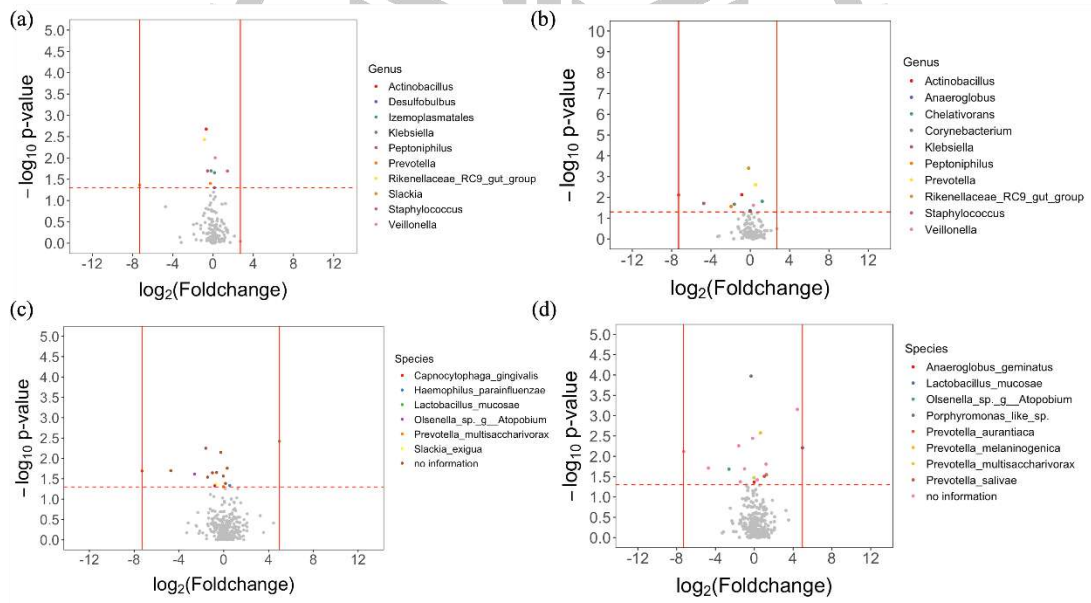 (a)
5.0
4.5
4.0
3.5
3.0
2.5
2.0
1.5
1.0
0.5
0.0
− log10 p-value
-12 -8 -4 0 4 8 12
log2(Foldchange)
Genus
Actinobacillus
Desulfobulbus
Izemoplasmatales
Klebsiella
Peptoniphilus
Prevotella
Rikenellaceae_RC9_gut_group
Slackia
Staphylococcus
Veillonella
(b)
10
9
8
7
6
5
4
3
2
1
0
− log10 p-value
-12 -8 -4 0 4 8 12
log2(Foldchange)
Genus
Actinobacillus
Anaeroglobus
Chelativorans
Corynebacterium
Klebsiella
Peptoniphilus
Prevotella
Rikenellaceae_RC9_gut_group
Staphylococcus
Veillonella
(c)
5.0
4.5
4.0
3.5
3.0
2.5
2.0
1.5
1.0
0.5
0.0
− log10 p-value
-12 -8 -4 0 4 8 12
log2(Foldchange)
Species
Capnocytophaga_gingivalis
Haemophilus_parainfluenzae
Lactobacillus_mucosae
Olsenella_sp._g__Atopobium
Prevotella_multisaccharivorax
Slackia_exigua
no information
(d)
5.0
4.5
4.0
3.5
3.0
2.5
2.0
1.5
1.0
0.5
0.0
− log10 p-value
-12 -8 -4 0 4 8 12
log2(Foldchange)
Species
Anaeroglobus_geminatus
Lactobacillus_mucosae
Olsenella_sp._g__Atopobium
Porphyromonas_like_sp.
Prevotella_aurantiaca
Prevotella_melaninogenica
Prevotella_multisaccharivorax
Prevotella_salivae
no information